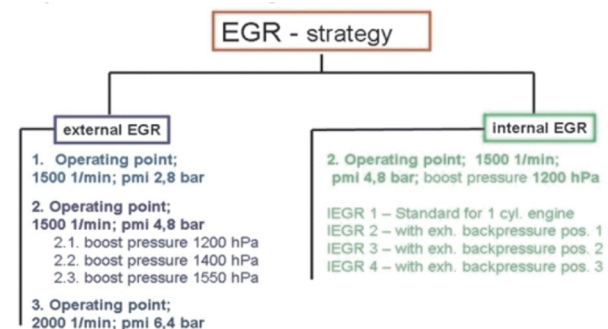 EGR - strategy
external EGR
1. Operating point;
1500 1/min; pmi 2,8 bar
2. Operating point;
1500 1/min; pmi 4,8 bar
2.1. boost pressure 1200 hPa
2.2. boost pressure 1400 hPa
2.3. boost pressure 1550 hPa
3. Operating point;
2000 1/min; pmi 6,4 bar
internal EGR
2. Operating point; 1500 1/min;
pmi 4,8 bar; boost pressure 1200 hPa
IEGR 1 – Standard for 1 cyl. engine
IEGR 2 – with exh. backpressure pos. 1
IEGR 3 – with exh. backpressure pos. 2
IEGR 4 – with exh. backpressure pos. 3